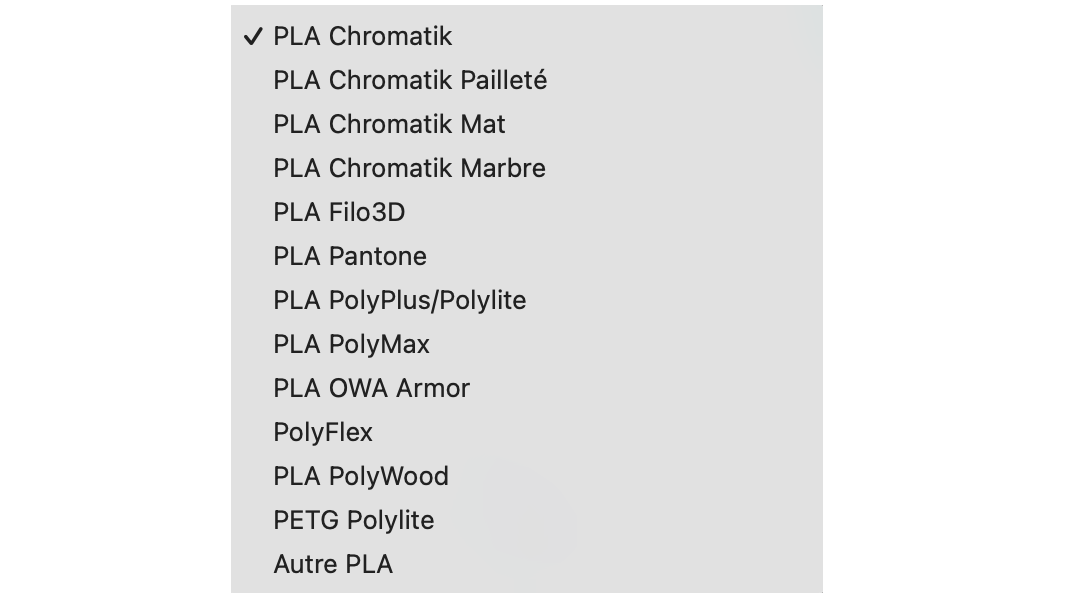 ✓ PLA Chromatik
PLA Chromatik Pailleté
PLA Chromatik Mat
PLA Chromatik Marbre
PLA Filo3D
PLA Pantone
PLA PolyPlus/Polylite
PLA PolyMax
PLA OWA Armor
PolyFlex
PLA PolyWood
PETG Polylite
Autre PLA